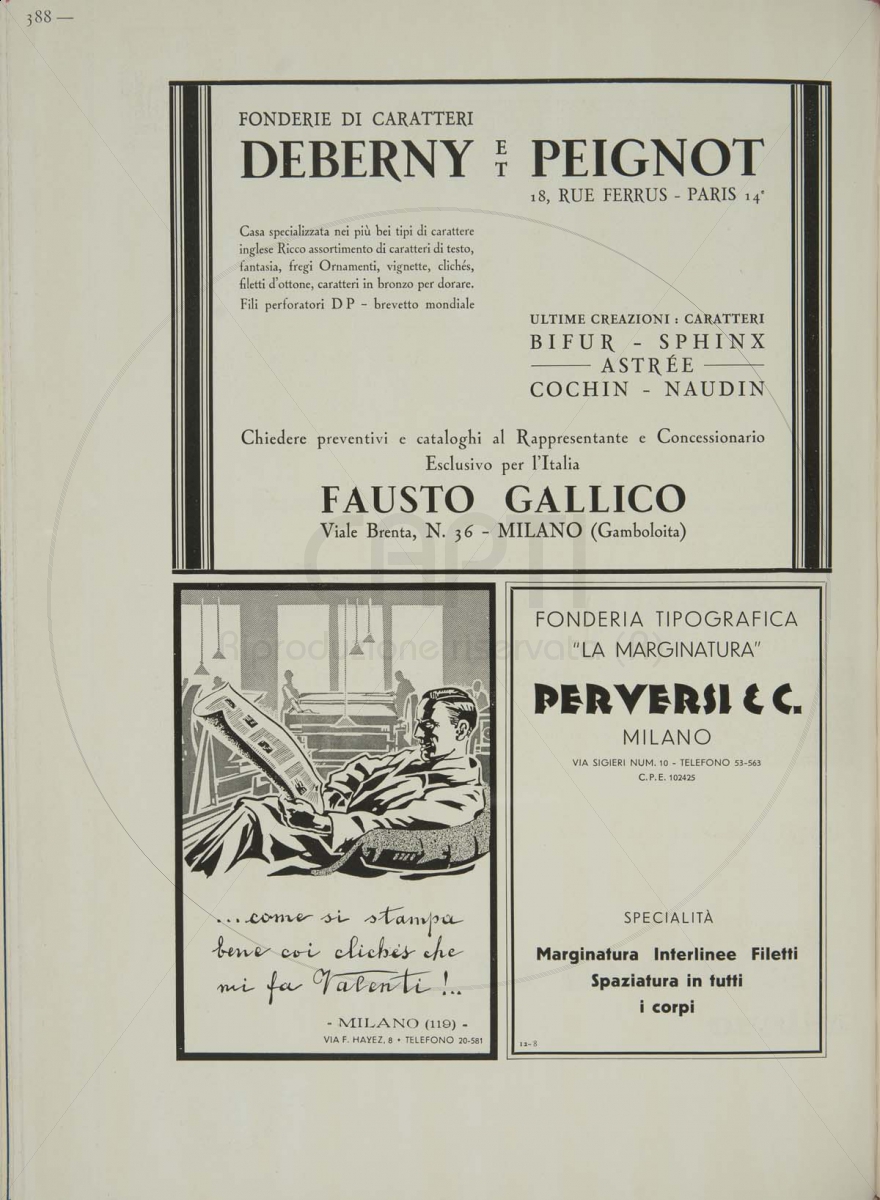 388 —
FONDERIE DI CARATTERI
DEBERNY ET PEIGNOT
18, RUE FERRUS - PARIS 14e
Casa specializzata nei più bei tipi di carattere
inglese Ricco assortimento di caratteri di testo,
fantasia, fregi Ornamenti, vignette, clichés,
filetti d'ottone, caratteri in bronzo per dorare.
Fili perforatori D P - brevetto mondiale
ULTIME CREAZIONI : CARATTERI
BIFUR - SPHINX
ASTRÉE
COCHIN - NAUDIN
Chiedere preventivi e cataloghi al Rappresentante e Concessionario
Esclusivo per l'Italia
FAUSTO GALLICO
Viale Brenta, N. 36 - MILANO (Gamboloita)
CAPTI
Riproduzione riservata (?)
...come si stampa
bene coi clichés che
mi fa Valenti!..
- MILANO (119) -
VIA F. HAYEZ. 8 • TELEFONO 20-581
FONDERIA TIPOGRAFICA
"LA MARGINATURA"
PERVERSI & C.
MILANO
VIA SIGIERI NUM. 10 - TELEFONO 53-563
C.P.E. 102425
SPECIALITÀ
Marginatura Interlinee Filetti
Spaziatura in tutti
i corpi
12-8